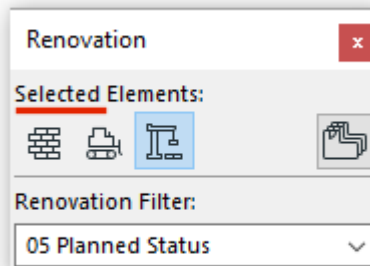 Renovation
x
Selected Elements:
Renovation Filter:
05 Planned Status